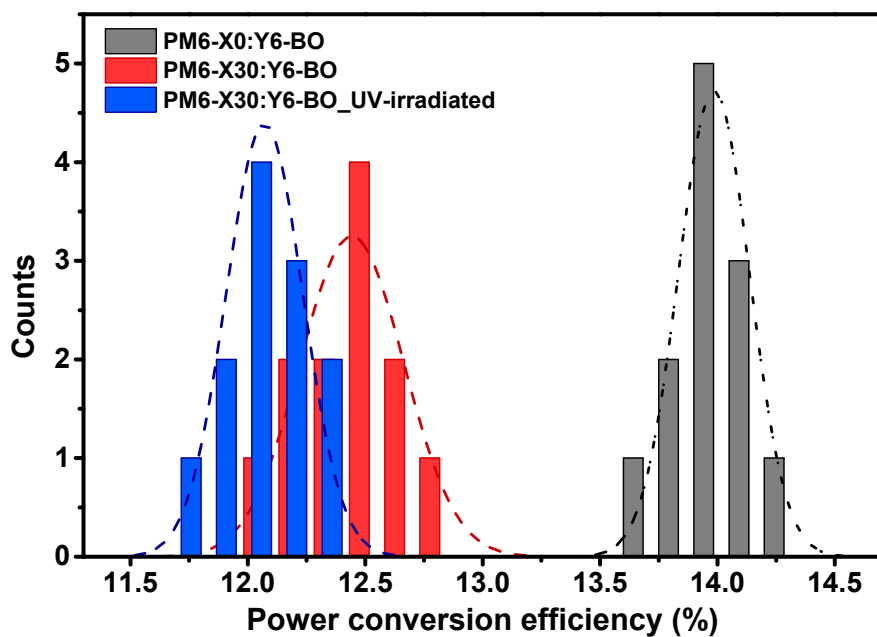 PM6-X0:Y6-BO
PM6-X30:Y6-BO
PM6-X30:Y6-BO_UV-irradiated
Counts
5
4
3
2
1
0
11.5 12.0 12.5 13.0 13.5 14.0 14.5
Power conversion efficiency (%)